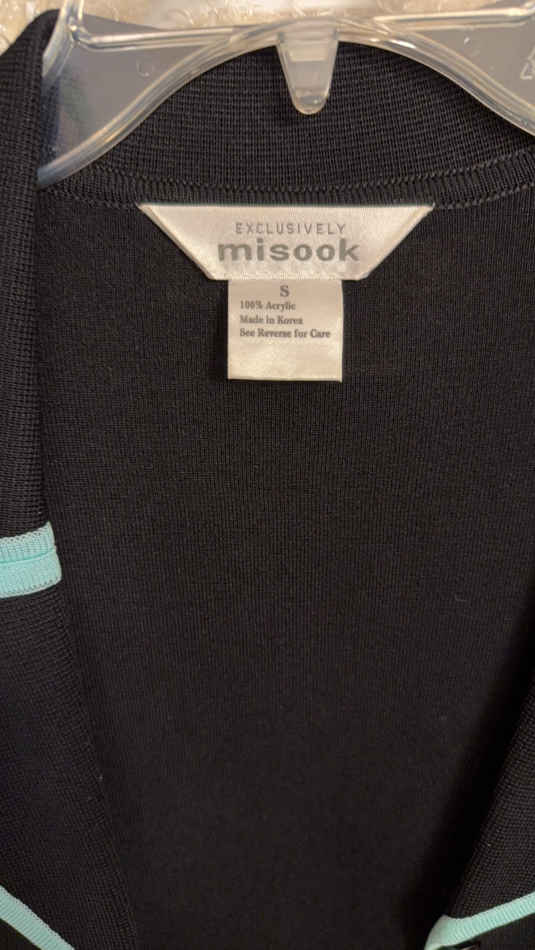 EXCLUSIVELY
misook
S
100% Acrylic
Made in Korea
See Reverse for Care